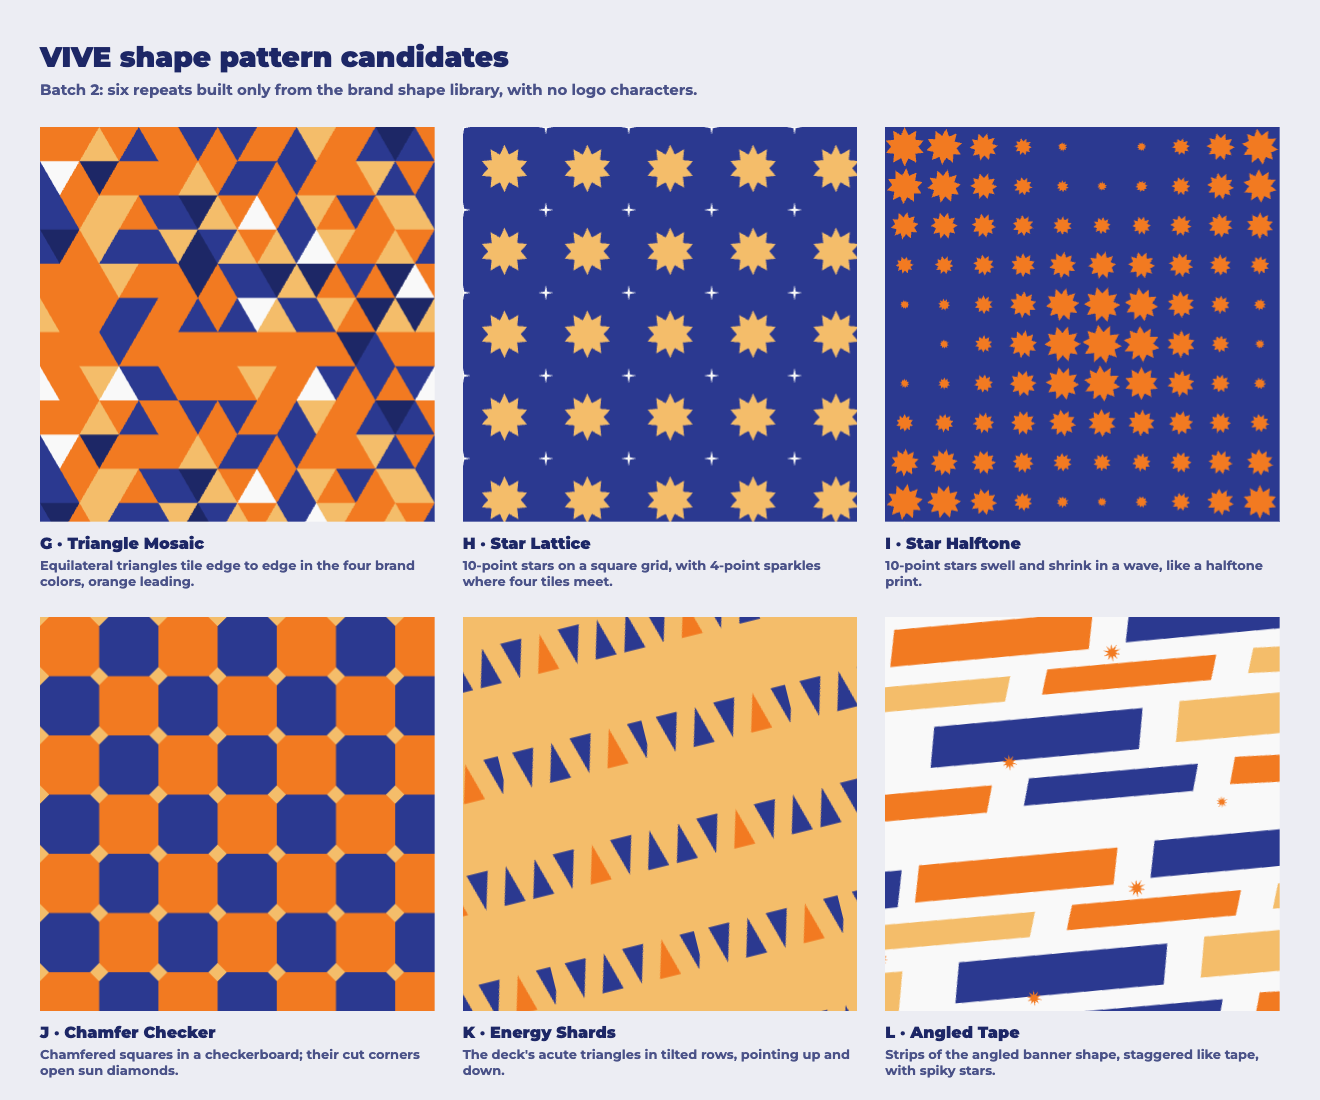 VIVE shape pattern candidates
Batch 2: six repeats built only from the brand shape library, with no logo characters.
G · Triangle Mosaic
Equilateral triangles tile edge to edge in the four brand
colors, orange leading.
H · Star Lattice
10-point stars on a square grid, with 4-point sparkles
where four tiles meet.
I · Star Halftone
10-point stars swell and shrink in a wave, like a halftone
print.
J · Chamfer Checker
Chamfered squares in a checkerboard; their cut corners
open sun diamonds.
K · Energy Shards
The deck's acute triangles in tilted rows, pointing up and
down.
L · Angled Tape
Strips of the angled banner shape, staggered like tape,
with spiky stars.